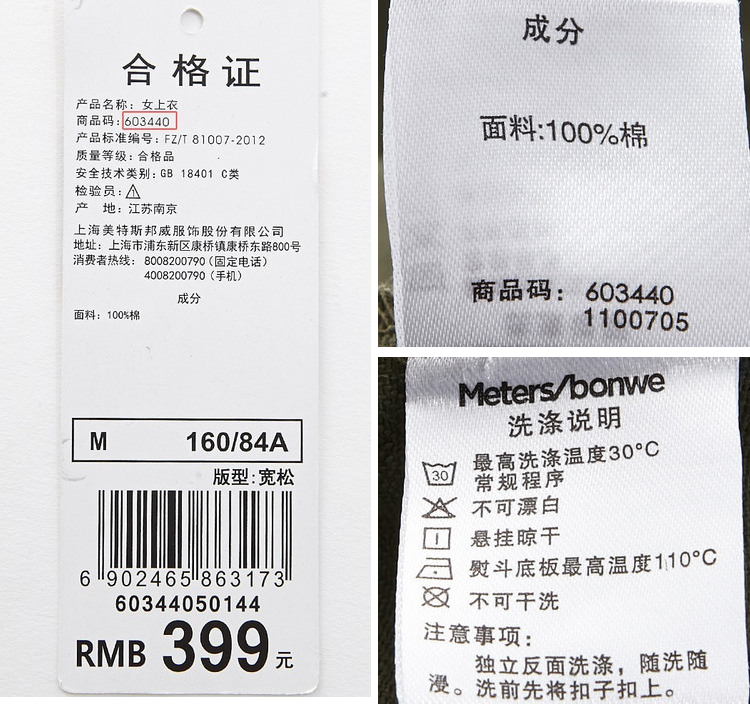 合格证
产品名称：女上衣
商品码：603440
产品标准编号：FZ/T 81007-2012
质量等级：合格品
安全技术类别：GB 18401 C类
检验员：
产 地：江苏南京
上海美特斯邦威服饰股份有限公司
地址：上海市浦东新区康桥镇康桥东路800号
消费者热线：8008200790（固定电话）
4008200790（手机）
成分
面料：100%棉
M 160/84A
版型：宽松
6 902465 863173
60344050144
RMB 399元
成分
面料:100%棉
商品码：603440
1100705
Meters/bonwe
洗涤说明
30 最高洗涤温度30°C
常规程序
不可漂白
悬挂晾干
熨斗底板最高温度110°C
不可干洗
注意事项：
独立反面洗涤，随洗随
浸。洗前先将扣子扣上。